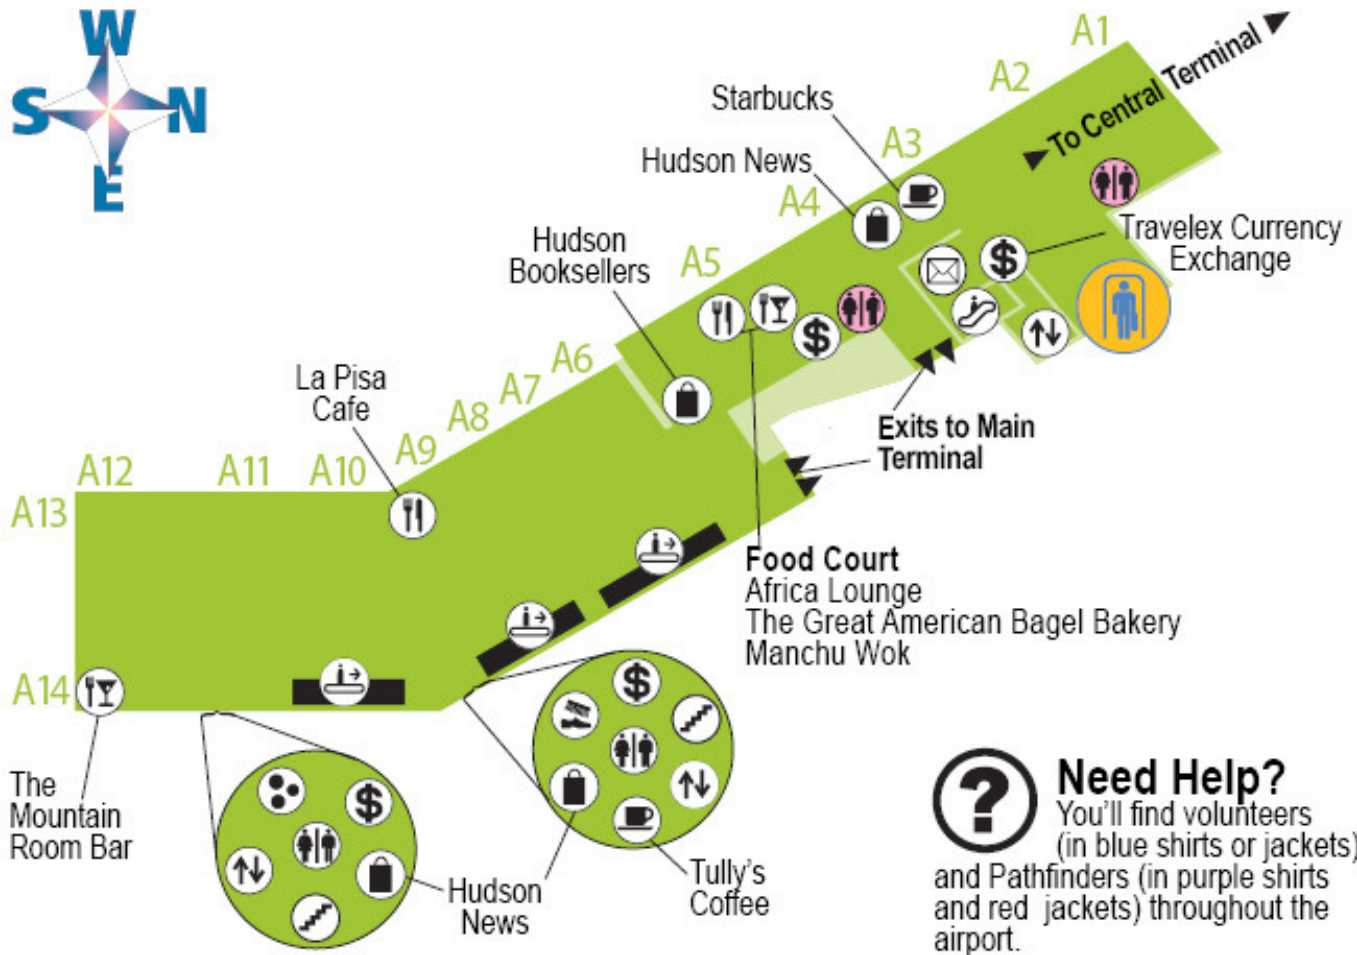 W
S
N
E
A1
A2
To Central Terminal
Starbucks
A3
Hudson News
A4
Travelex Currency
Exchange
Hudson
Booksellers
A5
A6
La Pisa
Cafe
A7
A8
A9
Exits to Main
Terminal
A10
A11
A12
A13
Food Court
Africa Lounge
The Great American Bagel Bakery
Manchu Wok
A14
The
Mountain
Room Bar
Hudson
News
Tully's
Coffee
$
$
$
$
?
Need Help?
You'll find volunteers
(in blue shirts or jackets)
and Pathfinders (in purple shirts
and red jackets) throughout the
airport.